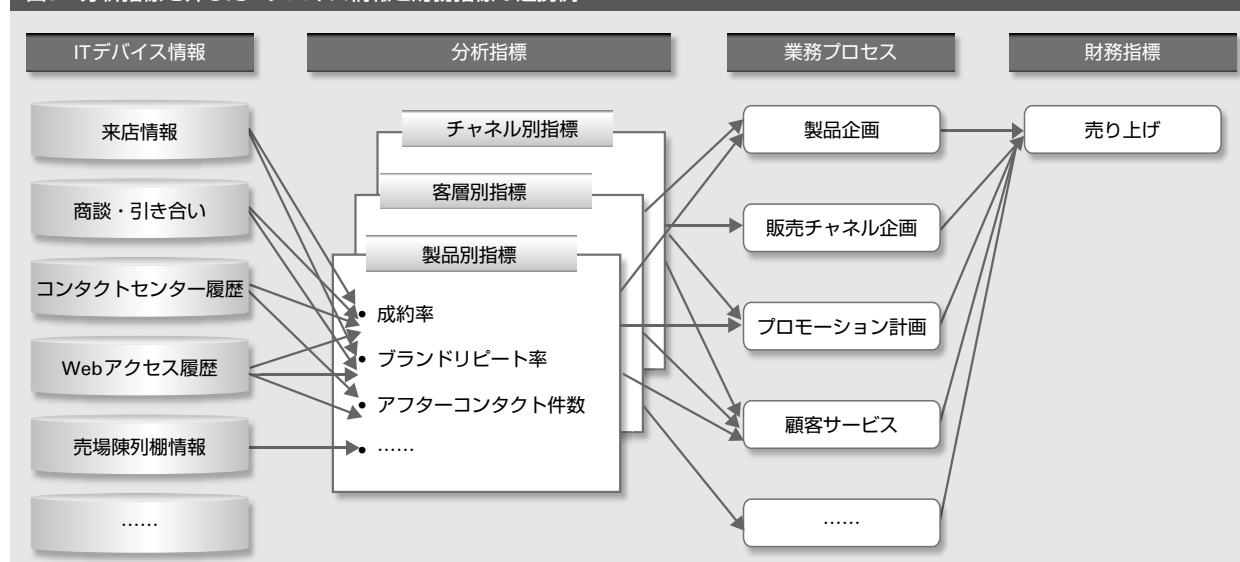 ITデバイス情報
分析指標
業務プロセス
財務指標
来店情報
商談・引き合い
コンタクトセンター履歴
Webアクセス履歴
売場陳列棚情報
……
チャネル別指標
客層別指標
製品別指標
• 成約率
• ブランドリピート率
• アフターコンタクト件数
• ……
製品企画
販売チャネル企画
プロモーション計画
顧客サービス
……
売り上げ